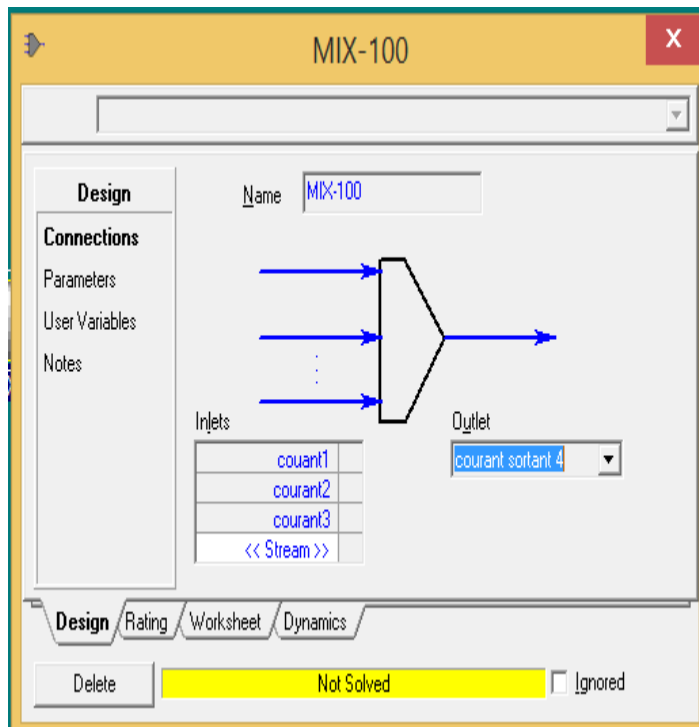 MIX-100
X
Design
Connections
Parameters
User Variables
Notes
Name MIX-100
Inlets
couant1
courant2
courant3
<< Stream >>
Outlet
courant sortant 4
Design Rating Worksheet Dynamics
Delete Not Solved Ignored